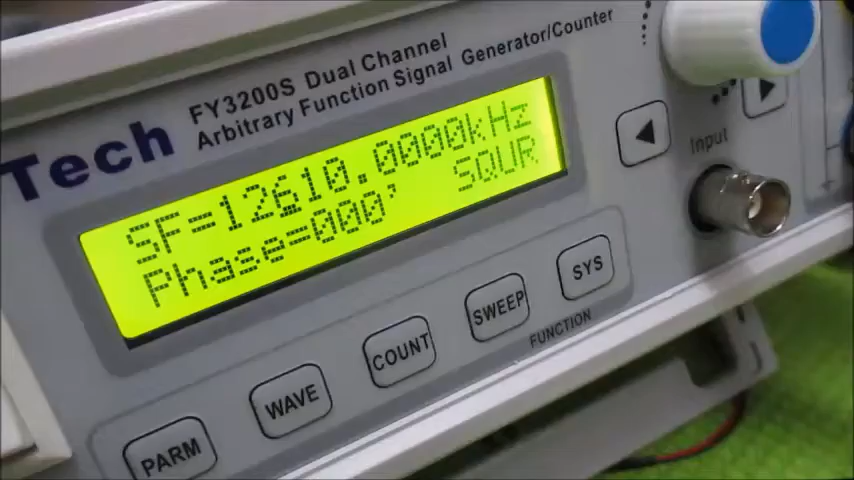 Tech
FY3200S Dual Channel
Arbitrary Function Signal Generator/Counter
SF=12610.0000kHz
Phase=000' SQUR
Input
PARM
WAVE
COUNT
SWEEP
SYS
FUNCTION